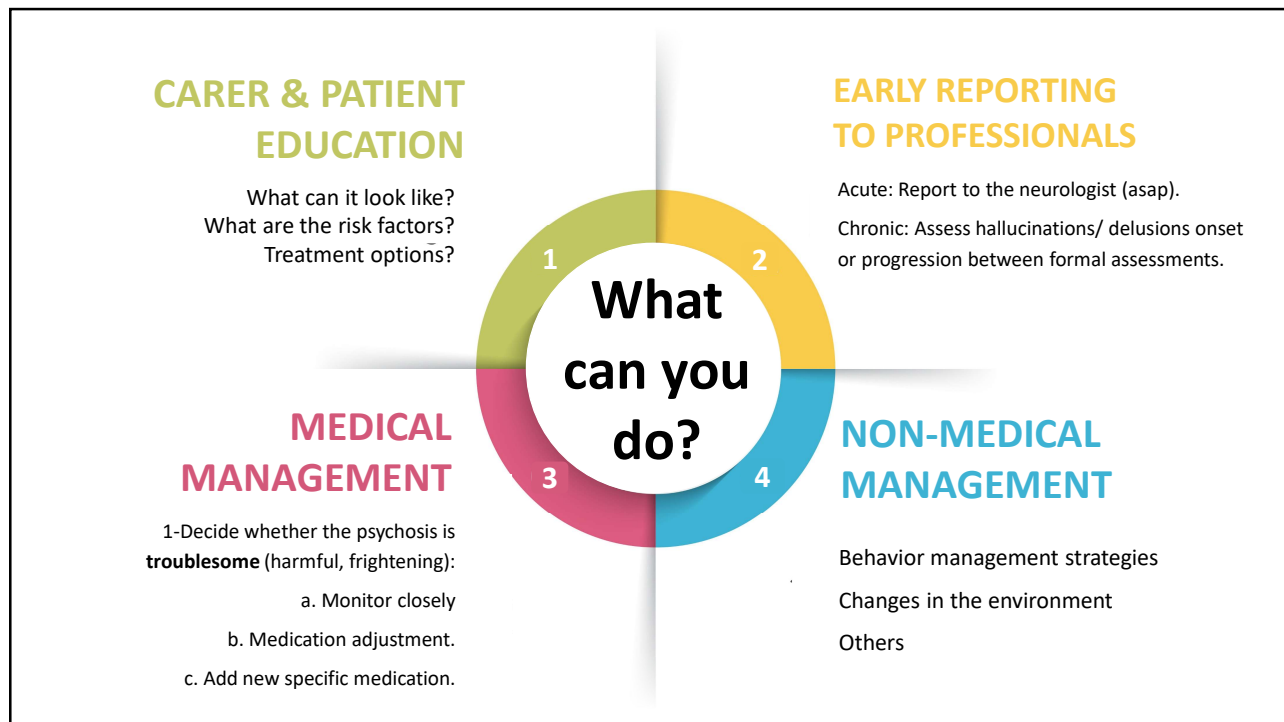 CARER & PATIENT
EDUCATION
What can it look like?
What are the risk factors?
Treatment options?
EARLY REPORTING
TO PROFESSIONALS
Acute: Report to the neurologist (asap).
Chronic: Assess hallucinations/ delusions onset
or progression between formal assessments.
1
2
What
can you
do?
3
4
MEDICAL
MANAGEMENT
1-Decide whether the psychosis is
troublesome (harmful, frightening):
a. Monitor closely
b. Medication adjustment.
c. Add new specific medication.
NON-MEDICAL
MANAGEMENT
Behavior management strategies
Changes in the environment
Others